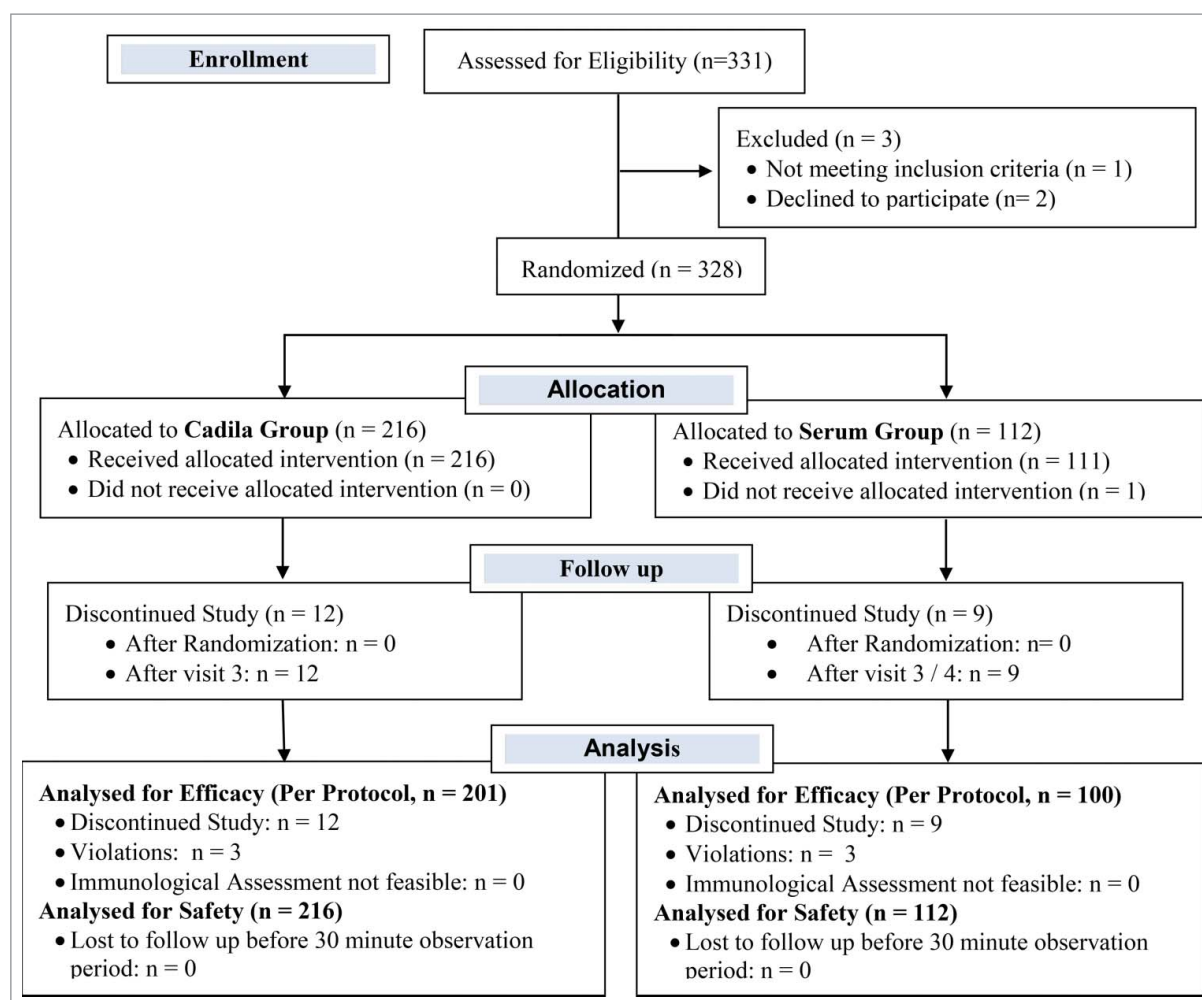 Enrollment
Assessed for Eligibility (n=331)
Excluded (n = 3)
• Not meeting inclusion criteria (n = 1)
• Declined to participate (n= 2)
Randomized (n = 328)
Allocation
Allocated to Cadila Group (n = 216)
• Received allocated intervention (n = 216)
• Did not receive allocated intervention (n = 0)
Allocated to Serum Group (n = 112)
• Received allocated intervention (n = 111)
• Did not receive allocated intervention (n = 1)
Follow up
Discontinued Study (n = 12)
• After Randomization: n = 0
• After visit 3: n = 12
Discontinued Study (n = 9)
• After Randomization: n= 0
• After visit 3 / 4: n = 9
Analysis
Analysed for Efficacy (Per Protocol, n = 201)
• Discontinued Study: n = 12
• Violations: n = 3
• Immunological Assessment not feasible: n = 0
Analysed for Safety (n = 216)
• Lost to follow up before 30 minute observation
period: n = 0
Analysed for Efficacy (Per Protocol, n = 100)
• Discontinued Study: n = 9
• Violations: n = 3
• Immunological Assessment not feasible: n = 0
Analysed for Safety (n = 112)
• Lost to follow up before 30 minute observation
period: n = 0